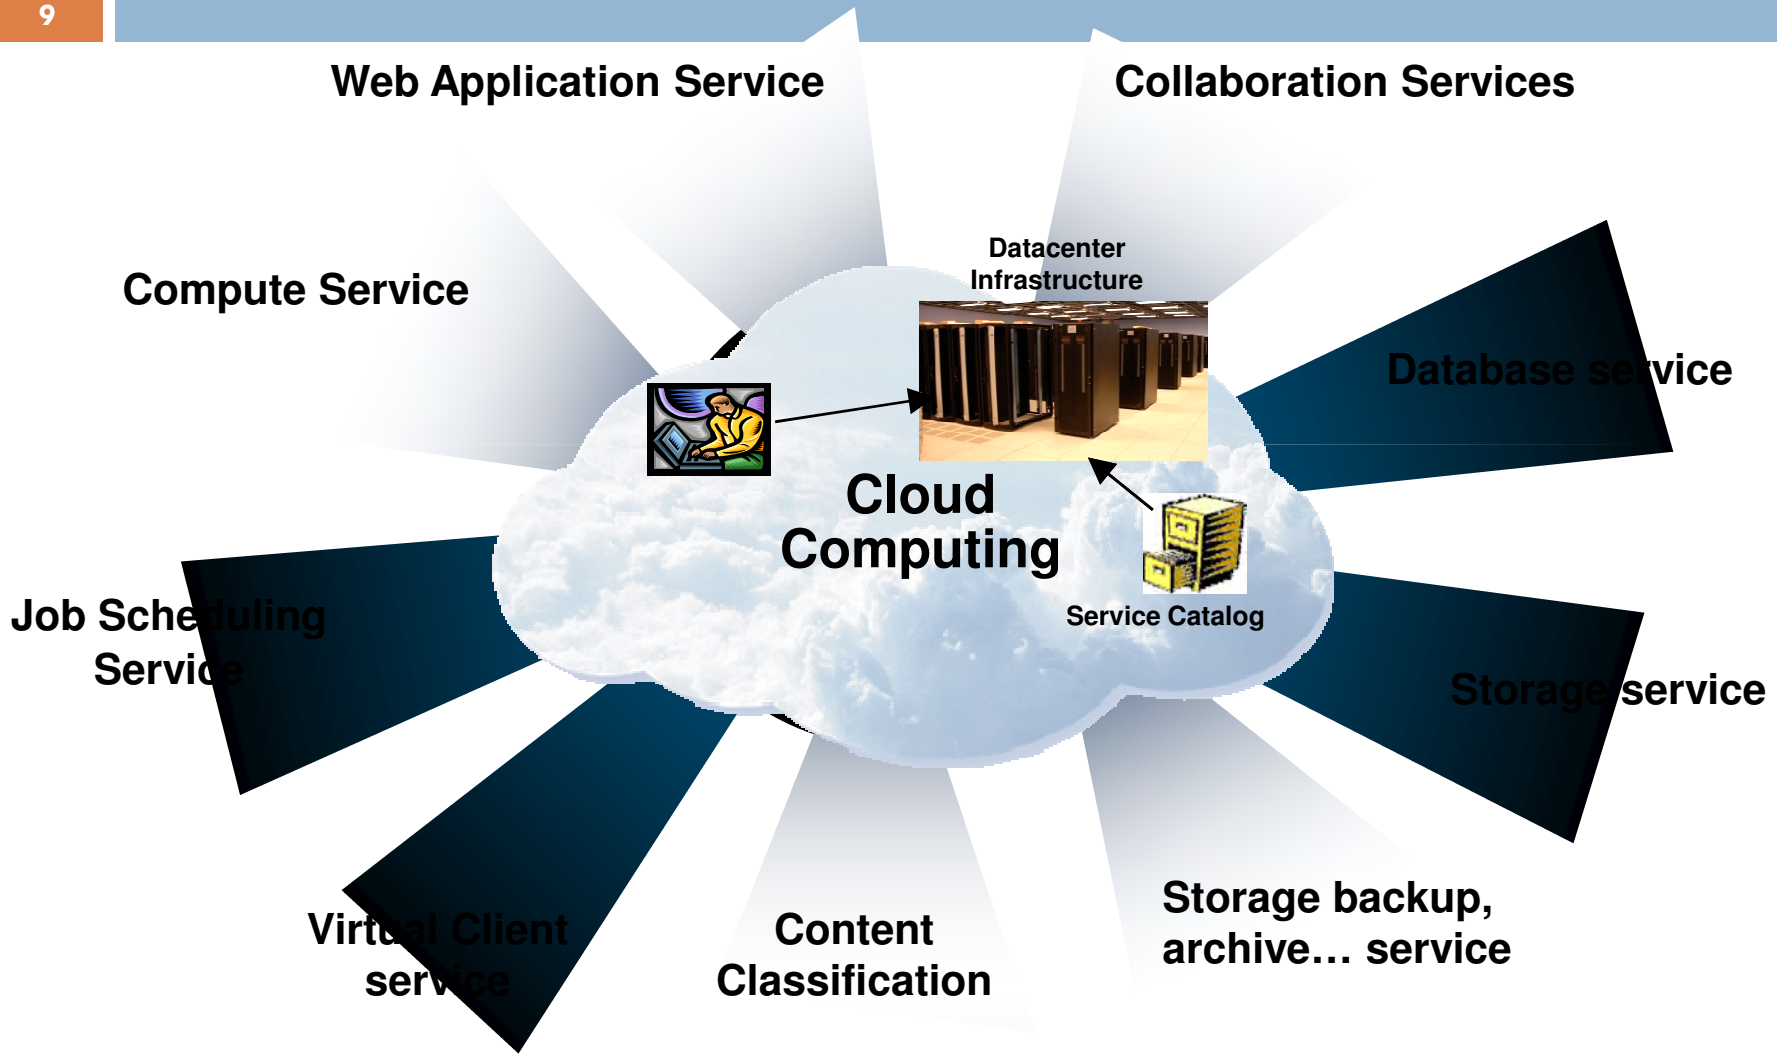 9
Web Application Service
Collaboration Services
Datacenter
Infrastructure
Compute Service
Database service
Cloud
Computing
Service Catalog
Job Scheduling
Service
Storage service
Virtual Client
service
Content
Classification
Storage backup,
archive… service